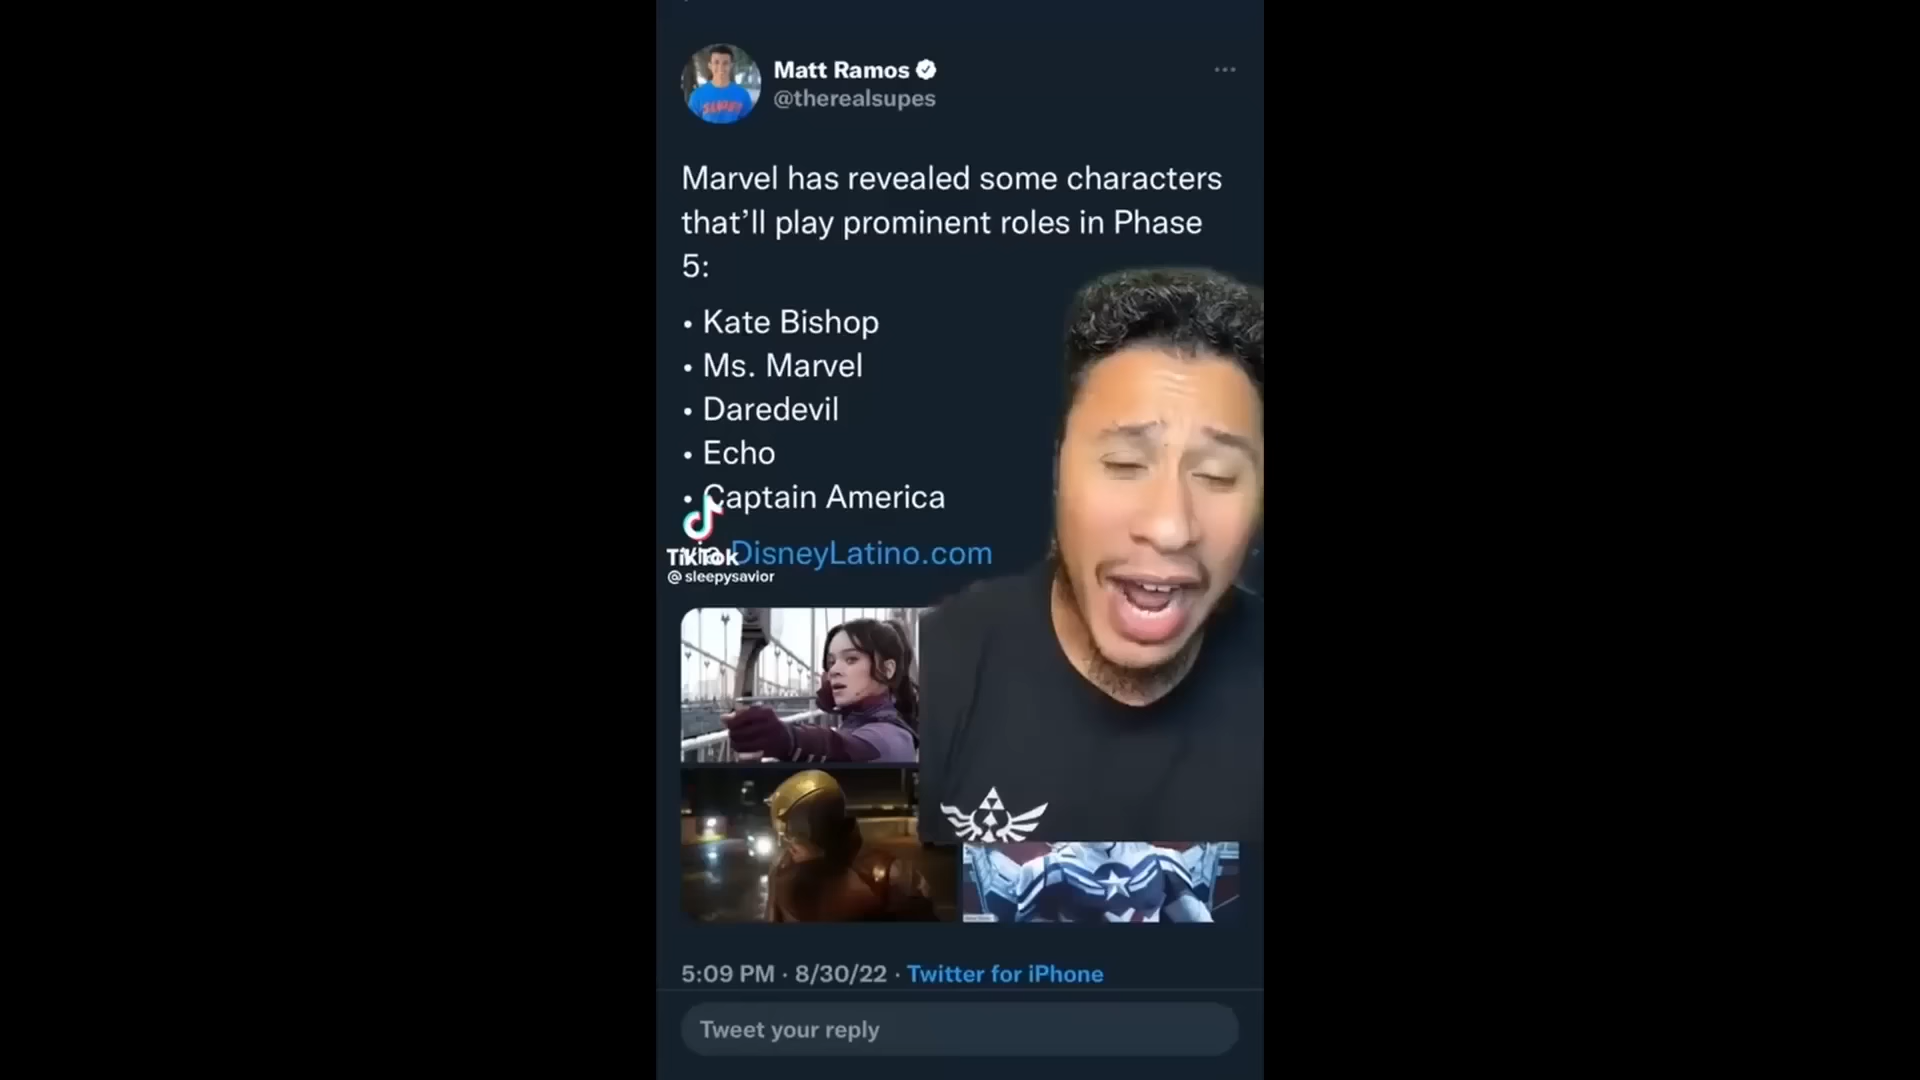 Matt Ramos
@therealsupes
Marvel has revealed some characters
that’ll play prominent roles in Phase
5:
• Kate Bishop
• Ms. Marvel
• Daredevil
• Echo
• Captain America
via DisneyLatino.com
TikTok
@sleepysavior
5:09 PM · 8/30/22 · Twitter for iPhone
Tweet your reply